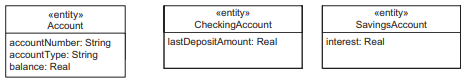 «entity»
Account
accountNumber: String
accountType: String
balance: Real
«entity»
CheckingAccount
lastDepositAmount: Real
«entity»
SavingsAccount
interest: Real